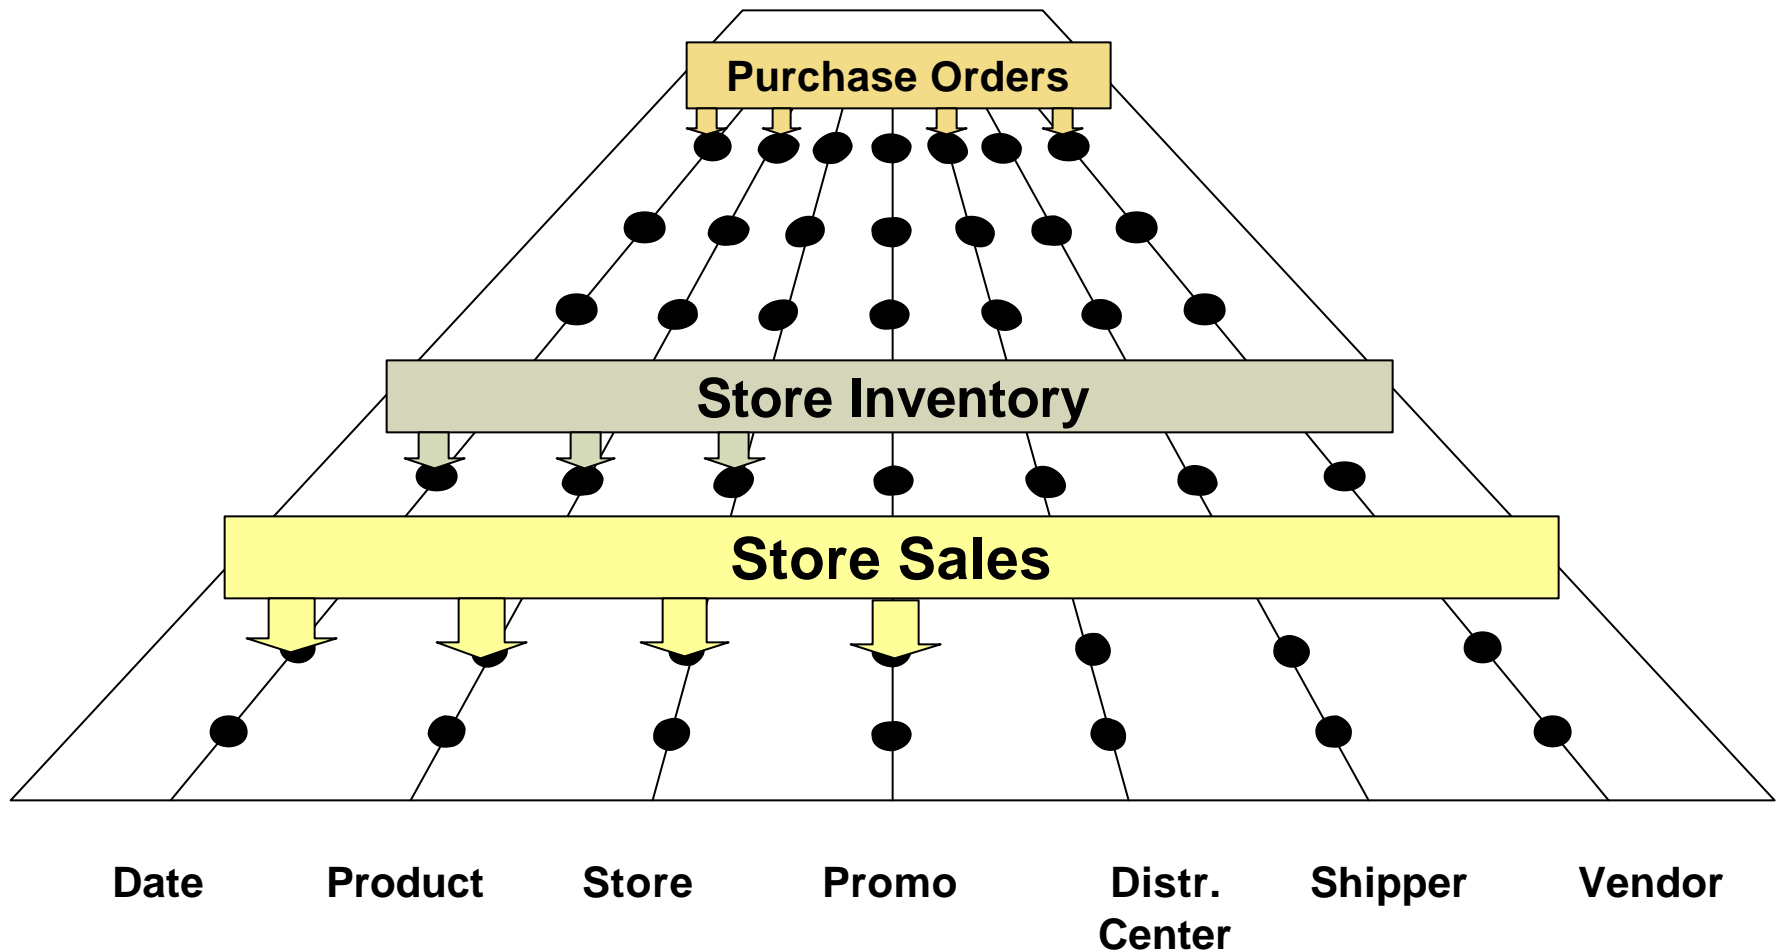 Purchase Orders
Store Inventory
Store Sales
Date
Product
Store
Promo
Distr.
Center
Shipper
Vendor